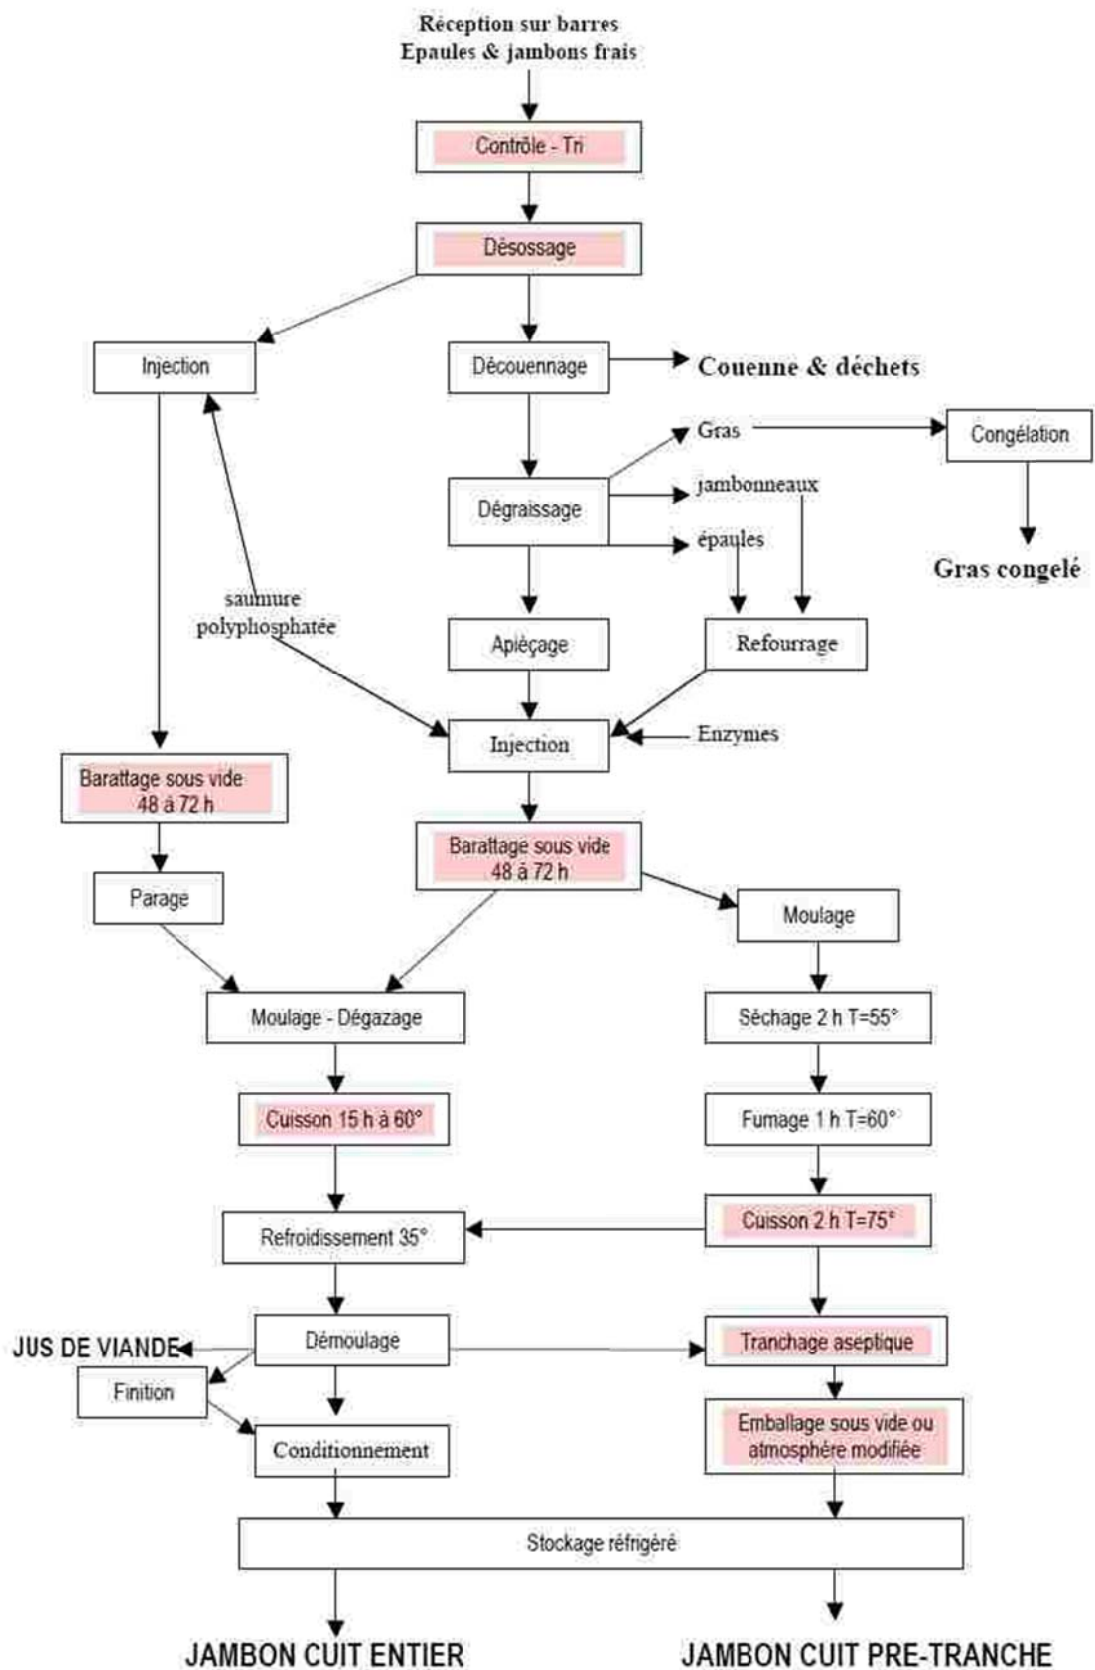 Réception sur barres
Epaules & jambons frais
Contrôle - Tri
Désossage
Injection
Découennage
Couenne & déchets
Gras
Congélation
jambonneaux
Dégraissage
épaules
Gras congelé
saumure
polyphosphatée
Apièçage
Refourrage
Injection
Enzymes
Barattage sous vide
48 à 72 h
Barattage sous vide
48 à 72 h
Parage
Moulage
Moulage - Dégazage
Séchage 2 h T=55°
Cuisson 15 h à 60°
Fumage 1 h T=60°
Refroidissement 35°
Cuisson 2 h T=75°
JUS DE VIANDE
Démoulage
Tranchage aseptique
Finition
Conditionnement
Emballage sous vide ou
atmosphère modifiée
Stockage réfrigéré
JAMBON CUIT ENTIER
JAMBON CUIT PRE-TRANCHE